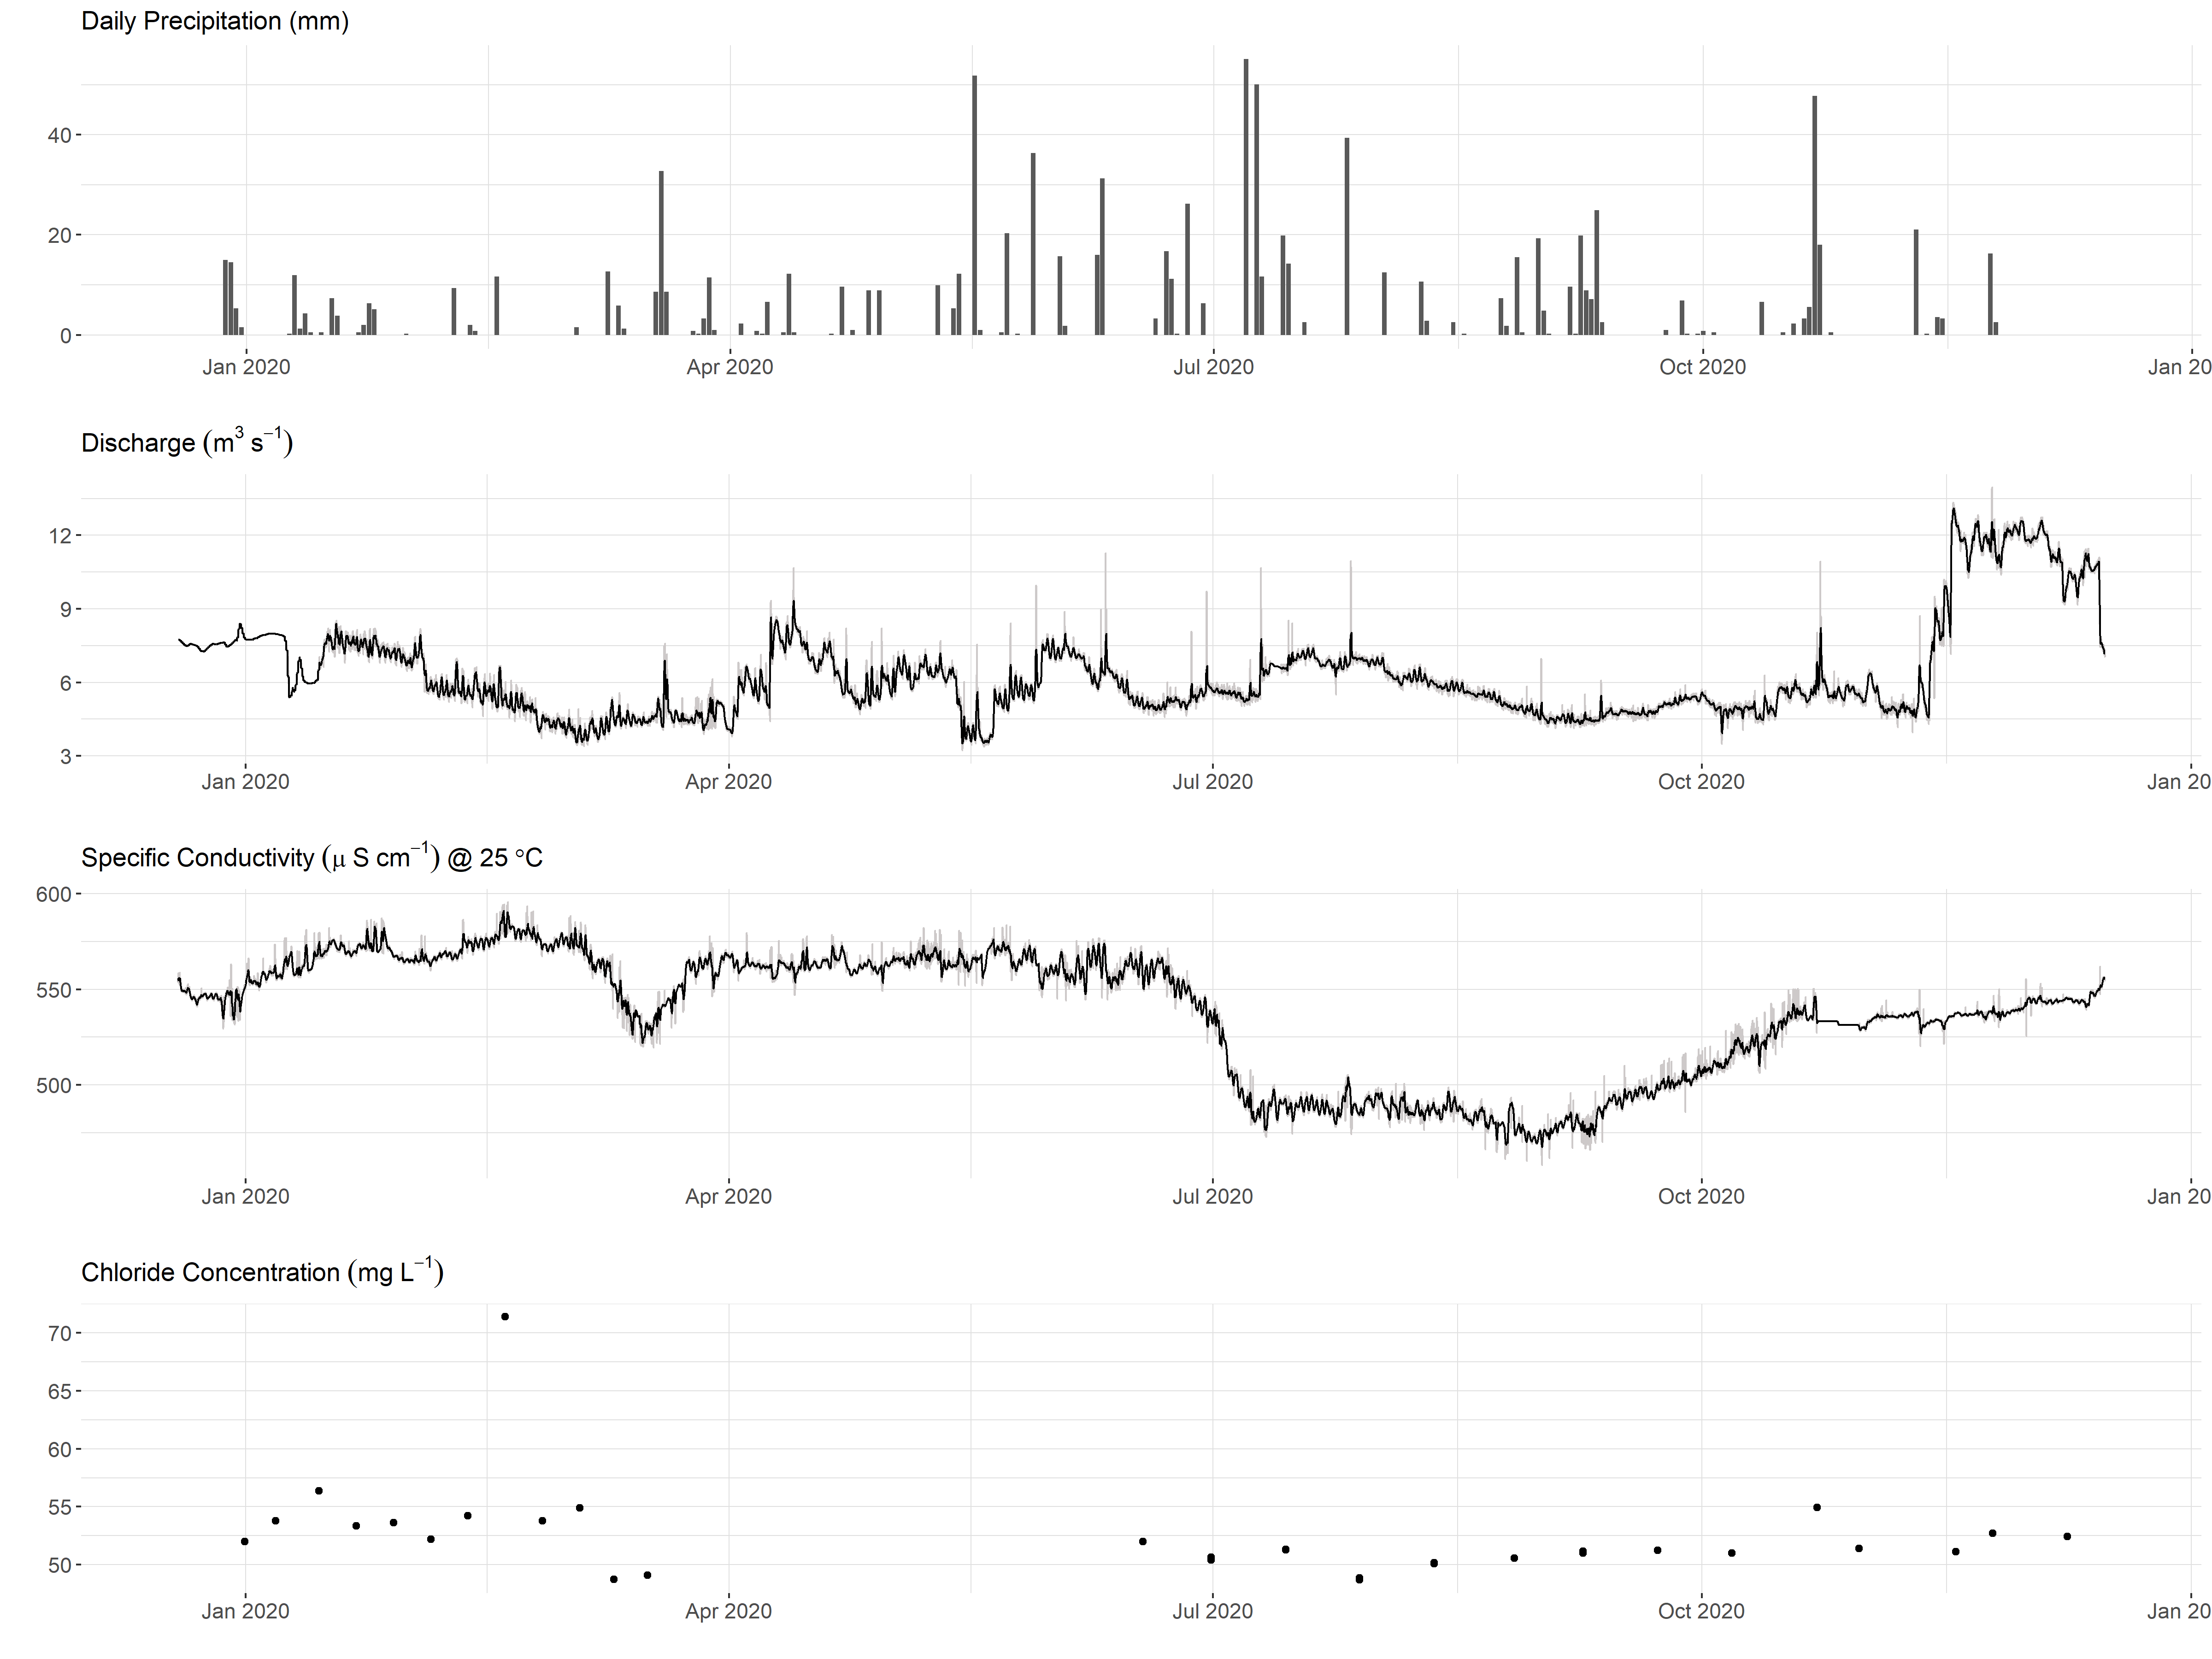 Daily Precipitation (mm)
40
20
0
Jan 2020 Apr 2020 Jul 2020 Oct 2020 Jan 20
Discharge (m³ s⁻¹)
12
9
6
3
Jan 2020 Apr 2020 Jul 2020 Oct 2020 Jan 20
Specific Conductivity (μ S cm⁻¹) @ 25 °C
600
550
500
Jan 2020 Apr 2020 Jul 2020 Oct 2020 Jan 20
Chloride Concentration (mg L⁻¹)
70
65
60
55
50
Jan 2020 Apr 2020 Jul 2020 Oct 2020 Jan 20